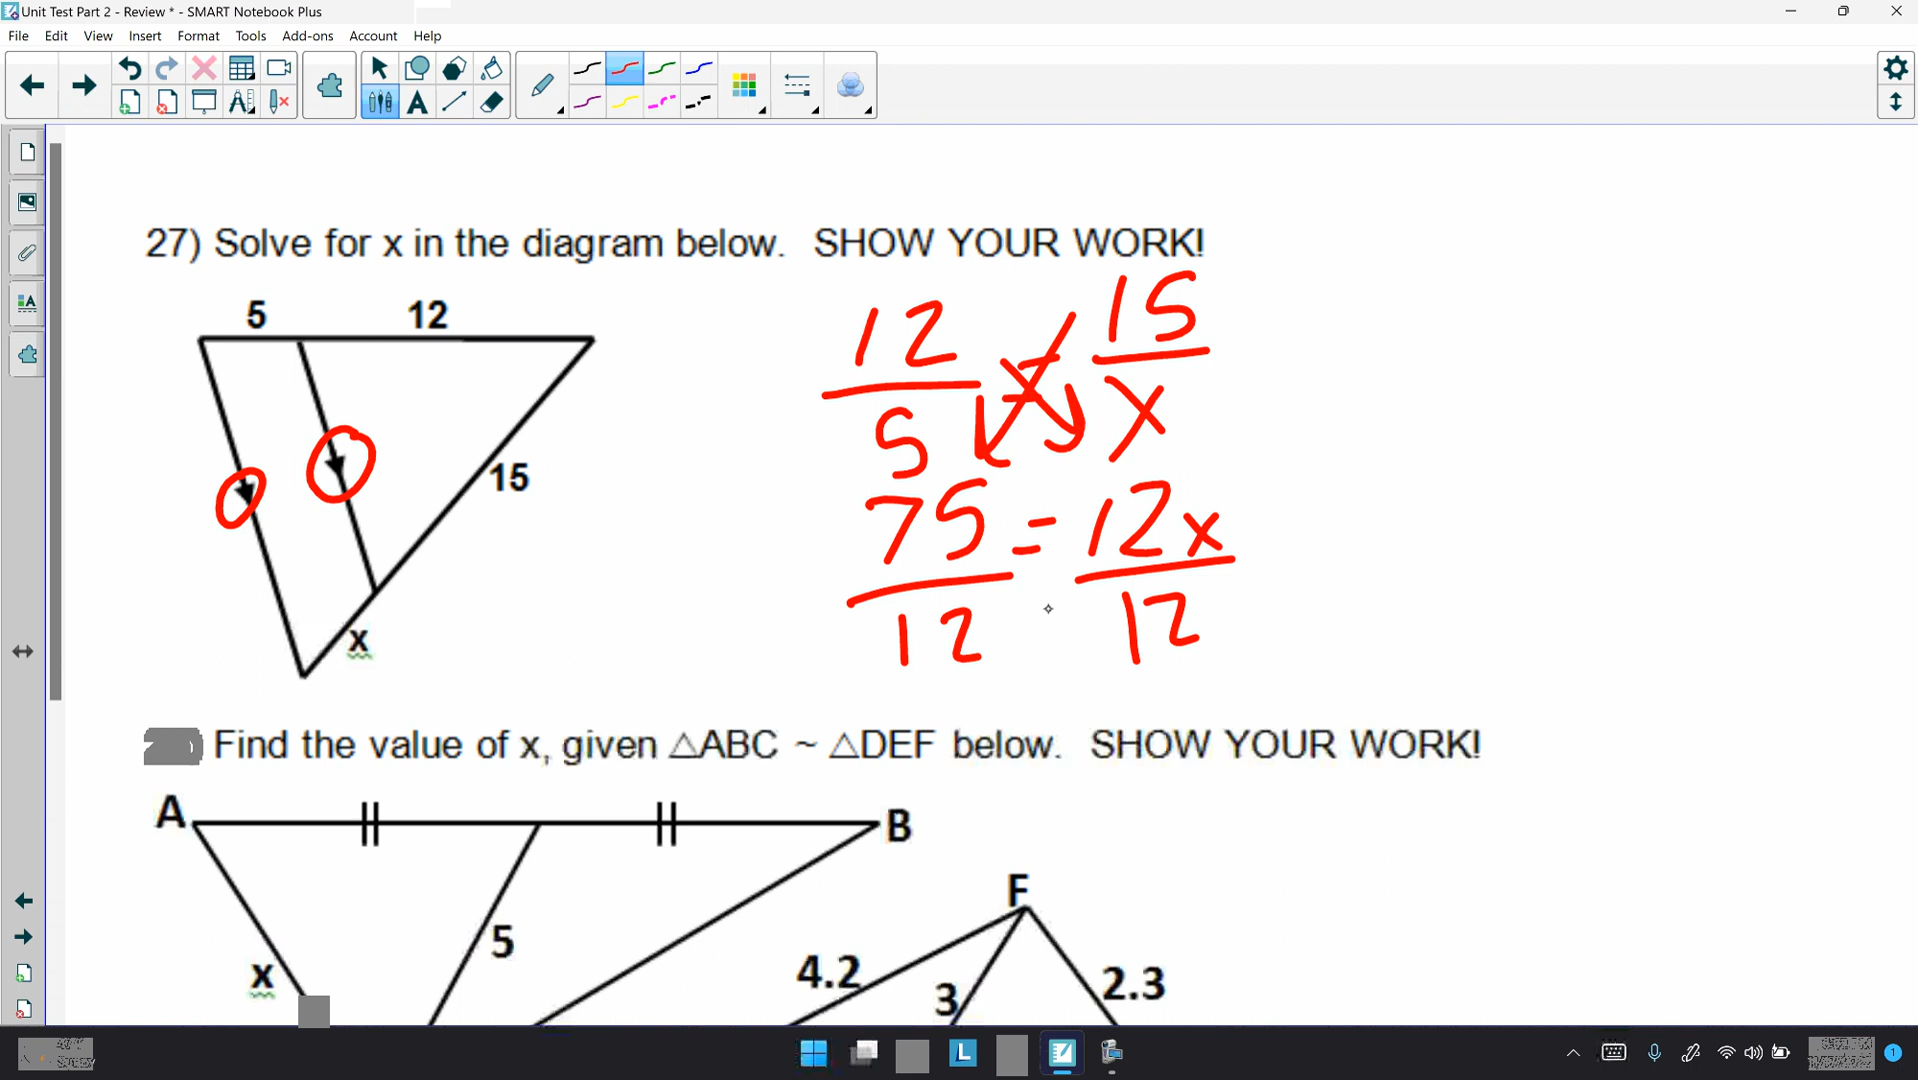 Unit Test Part 2 - Review * - SMART Notebook Plus
File Edit View Insert Format Tools Add-ons Account Help
27) Solve for x in the diagram below. SHOW YOUR WORK!
5 12
15
x
12 15
5 x
75 = 12x
12 12
Find the value of x, given △ABC ~ △DEF below. SHOW YOUR WORK!
A B
F
5
x
4.2 3 2.3
L
1